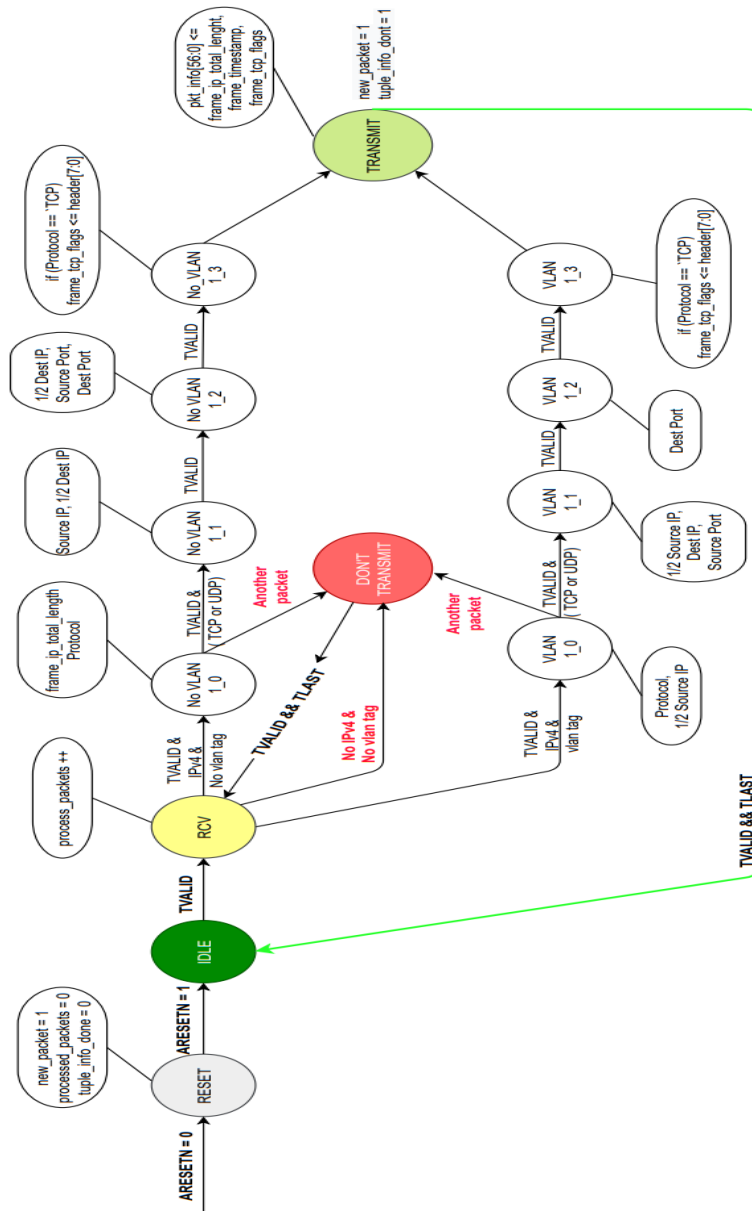 ARESETN = 0
new_packet = 1
processed_packets = 0
tuple_info_done = 0
RESET
ARESETN = 1
IDLE
TVALID
process_packets ++
RCV
TVALID &
IPv4 &
No vlan tag
frame_ip_total_length
Protocol
No VLAN
1_0
TVALID &
( TCP or UDP)
Source IP, 1/2 Dest IP
No VLAN
1_1
TVALID
1/2 Dest IP,
Source Port,
Dest Port
No VLAN
1_2
TVALID
if (Protocol == `TCP)
frame_tcp_flags <= header[7:0]
No_VLAN
1_3
Another
packet
TVALID && TLAST
DON'T
TRANSMIT
No IPv4 &
No vlan tag
Another
packet
TVALID &
IPv4 &
vlan tag
VLAN
1_0
Protocol,
1/2 Source IP
TVALID &
( TCP or UDP)
VLAN
1_1
1/2 Source IP,
Dest IP,
Source Port
TVALID
VLAN
1_2
Dest Port
TVALID
VLAN
1_3
if (Protocol == `TCP)
frame_tcp_flags <= header[7:0]
pkt_info[56:0] <=
frame_ip_total_lenght,
frame_timestamp,
frame_tcp_flags
TRANSMIT
new_packet = 1
tuple_info_dont = 1
TVALID && TLAST